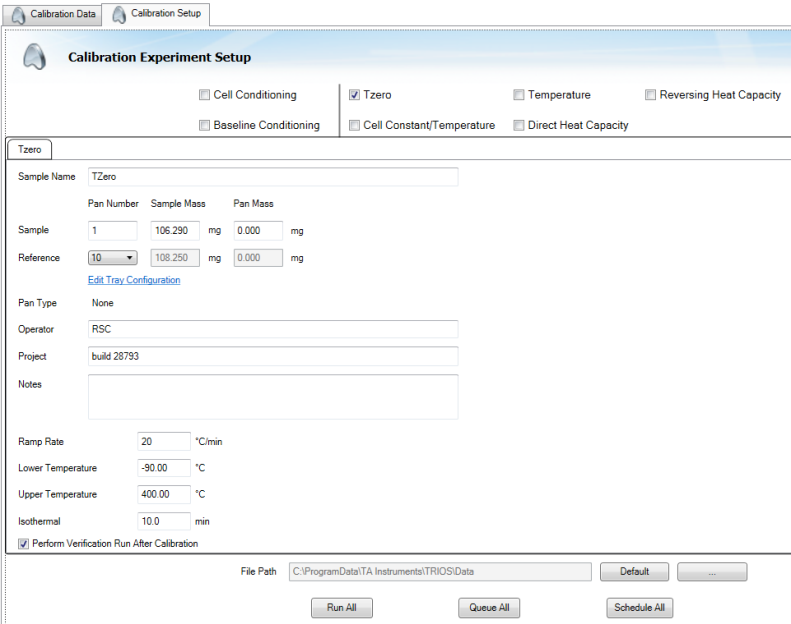 Calibration Data Calibration Setup
Calibration Experiment Setup
Cell Conditioning Tzero Temperature Reversing Heat Capacity
Baseline Conditioning Cell Constant/Temperature Direct Heat Capacity
Tzero
Sample Name TZero
Pan Number Sample Mass Pan Mass
Sample 1 106.290 mg 0.000 mg
Reference 10 108.250 mg 0.000 mg
Edit Tray Configuration
Pan Type None
Operator RSC
Project build 28793
Notes
Ramp Rate 20 °C/min
Lower Temperature -90.00 °C
Upper Temperature 400.00 °C
Isothermal 10.0 min
Perform Verification Run After Calibration
File Path C:\ProgramData\TA Instruments\TRIOS\Data Default ...
Run All Queue All Schedule All